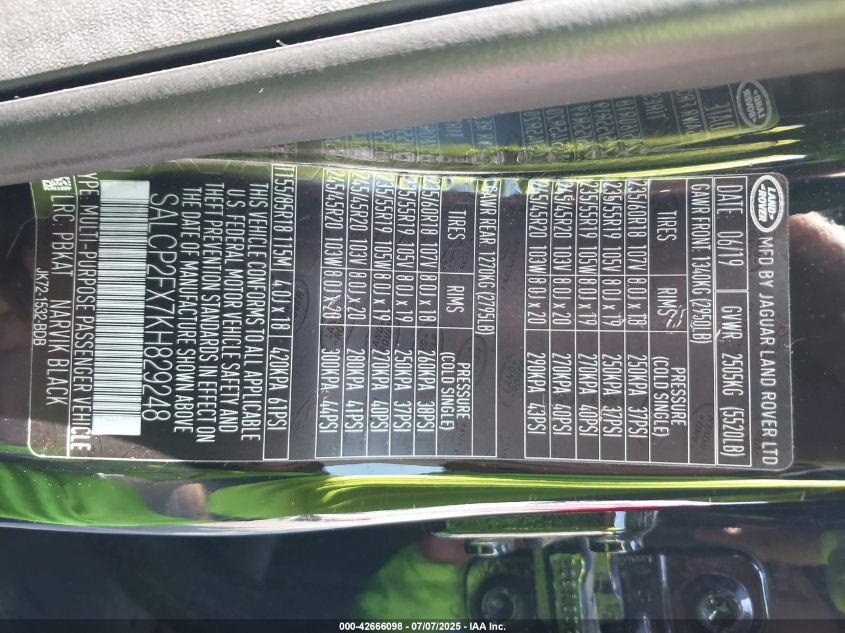 LAND ROVER
MFD BY JAGUAR LAND ROVER LTD
DATE 06/19 GVWR 2505KG 5520LB
GAWR FRONT 1340KG (2950LB)
TIRES RIMS PRESSURE (COLD SINGLE)
235/60R18 107V 8.0J x 18 250KPA 37PSI
235/55R19 105V 8.0J x 19 250KPA 37PSI
235/55R19 105W 8.0J x 19 270KPA 40PSI
245/45R20 103V 8.0J x 20 270KPA 40PSI
245/45R20 103W 8.0J x 20 290KPA 43PSI
GAWR REAR 1270KG (2795LB)
TIRES RIMS PRESSURE (COLD SINGLE)
235/60R18 107V 8.0J x 18 260KPA 38PSI
235/55R19 105V 8.0J x 19 250KPA 37PSI
235/55R19 105W 8.0J x 19 270KPA 40PSI
245/45R20 103V 8.0J x 20 280KPA 41PSI
245/45R20 103W 8.0J x 20 300KPA 44PSI
T155/85R18 115M 4.0J x 18 420KPA 61PSI
THIS VEHICLE CONFORMS TO ALL APPLICABLE
U.S. FEDERAL MOTOR VEHICLE SAFETY AND
THEFT PREVENTION STANDARDS IN EFFECT ON
THE DATE OF MANUFACTURE SHOWN ABOVE
SALCP2FX7KH829248
TYPE: MULTI-PURPOSE PASSENGER VEHICLE
LRC PBKAT NARVIK BLACK
JK72-1532-BDB
000-42666098 - 07/07/2025 - IAA Inc.